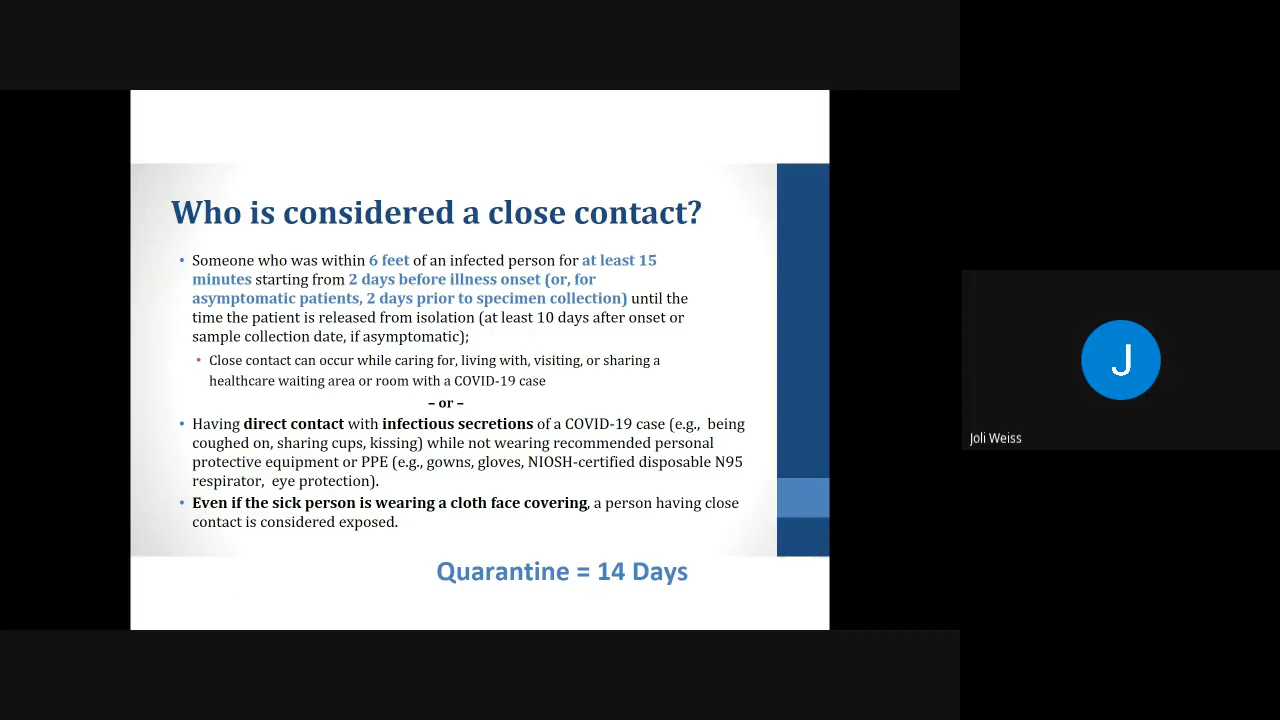 Who is considered a close contact?
• Someone who was within 6 feet of an infected person for at least 15
minutes starting from 2 days before illness onset (or, for
asymptomatic patients, 2 days prior to specimen collection) until the
time the patient is released from isolation (at least 10 days after onset or
sample collection date, if asymptomatic);
• Close contact can occur while caring for, living with, visiting, or sharing a
healthcare waiting area or room with a COVID-19 case
– or –
• Having direct contact with infectious secretions of a COVID-19 case (e.g., being
coughed on, sharing cups, kissing) while not wearing recommended personal
protective equipment or PPE (e.g., gowns, gloves, NIOSH-certified disposable N95
respirator, eye protection).
• Even if the sick person is wearing a cloth face covering, a person having close
contact is considered exposed.
Quarantine = 14 Days
J
Joli Weiss